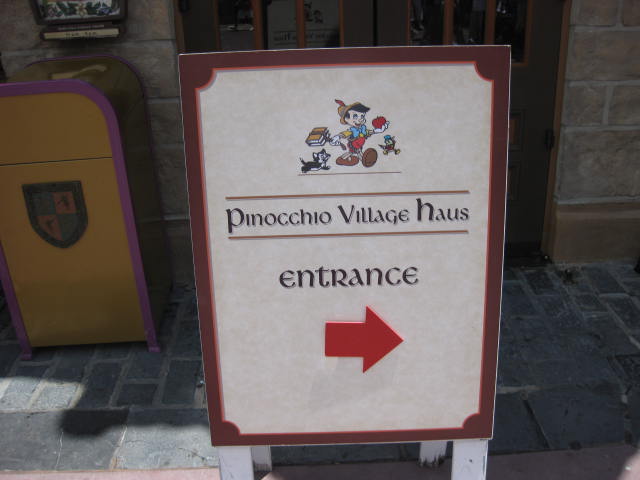 Pinocchio Village Haus
Entrance